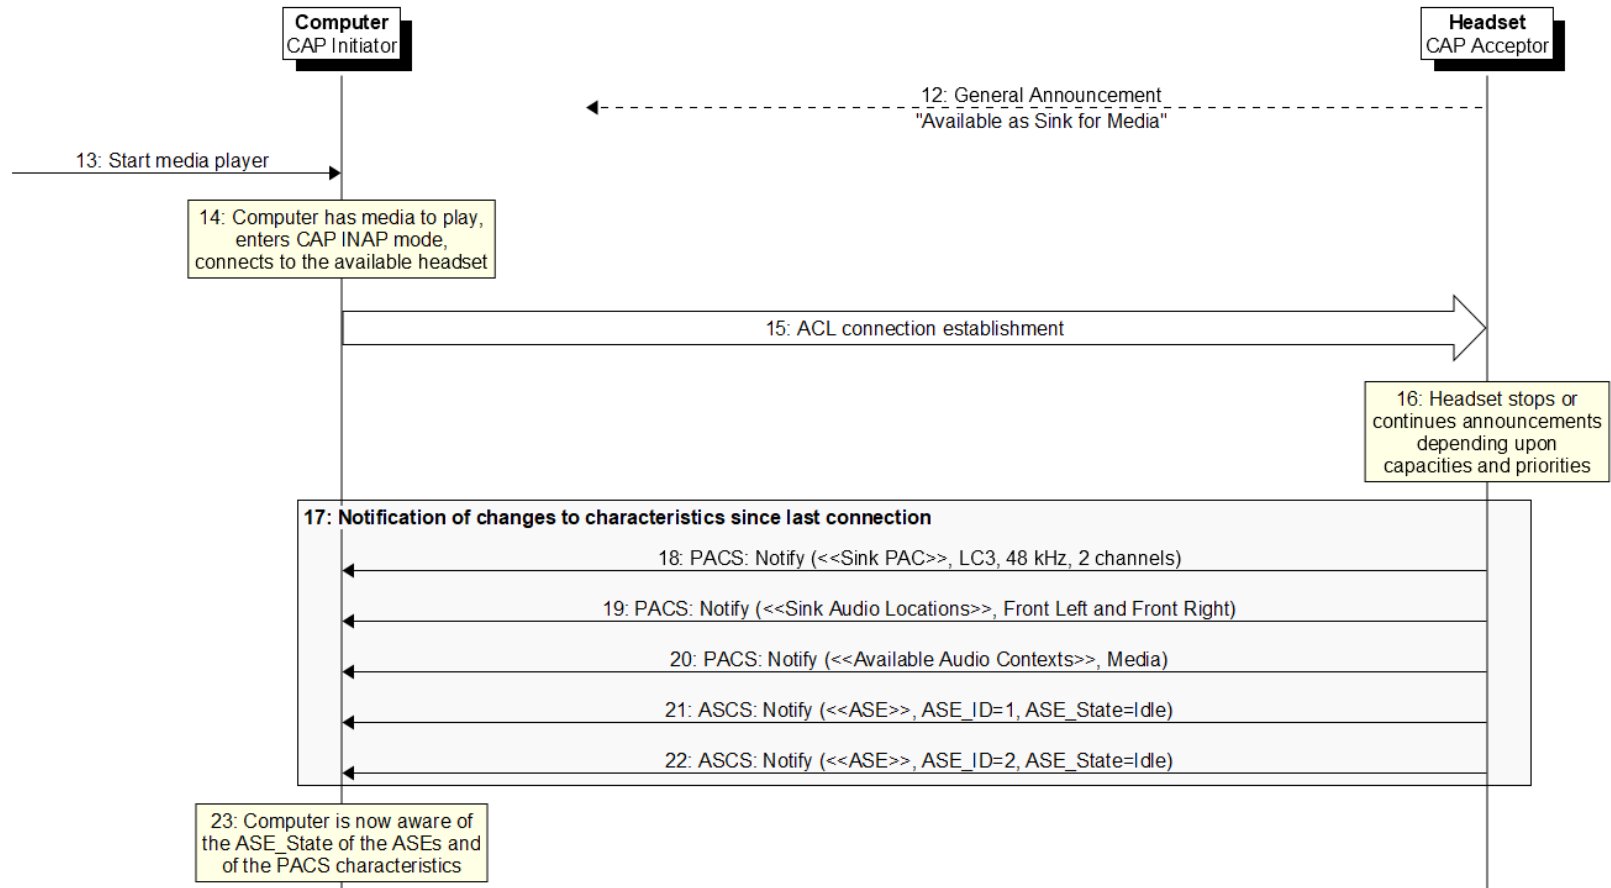 Computer
CAP Initiator
Headset
CAP Acceptor
12: General Announcement
"Available as Sink for Media"
13: Start media player
14: Computer has media to play,
enters CAP INAP mode,
connects to the available headset
15: ACL connection establishment
16: Headset stops or
continues announcements
depending upon
capacities and priorities
17: Notification of changes to characteristics since last connection
18: PACS: Notify (<<Sink PAC>>, LC3, 48 kHz, 2 channels)
19: PACS: Notify (<<Sink Audio Locations>>, Front Left and Front Right)
20: PACS: Notify (<<Available Audio Contexts>>, Media)
21: ASCS: Notify (<<ASE>>, ASE_ID=1, ASE_State=Idle)
22: ASCS: Notify (<<ASE>>, ASE_ID=2, ASE_State=Idle)
23: Computer is now aware of
the ASE_State of the ASEs and
of the PACS characteristics